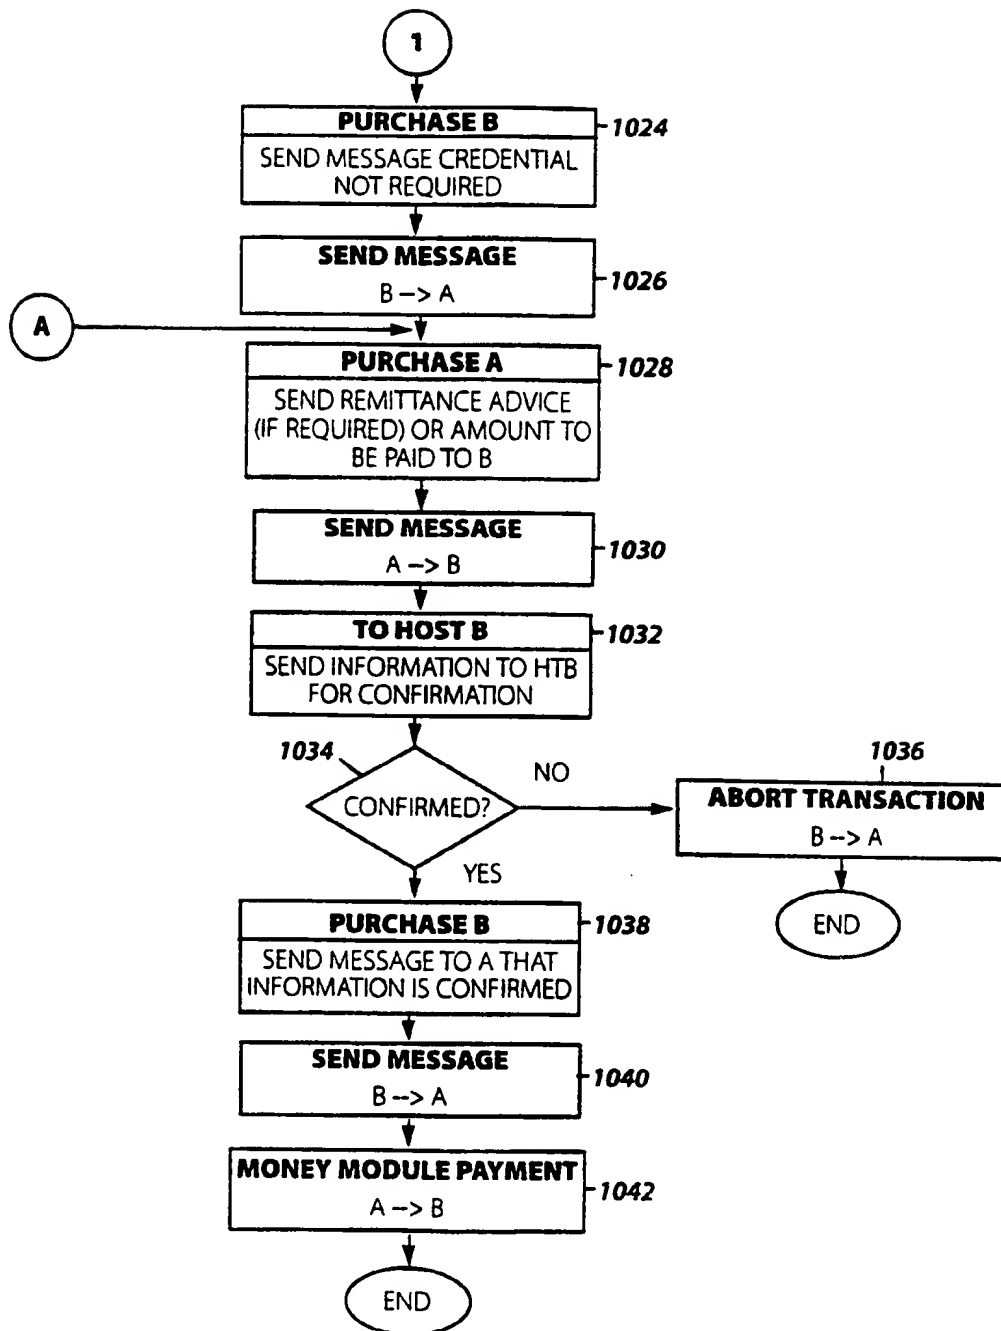 1
PURCHASE B
1024
SEND MESSAGE CREDENTIAL
NOT REQUIRED
SEND MESSAGE
1026
B --> A
A
PURCHASE A
1028
SEND REMITTANCE ADVICE
(IF REQUIRED) OR AMOUNT TO
BE PAID TO B
SEND MESSAGE
1030
A --> B
TO HOST B
1032
SEND INFORMATION TO HTB
FOR CONFIRMATION
1034
CONFIRMED?
NO
1036
ABORT TRANSACTION
B --> A
END
YES
PURCHASE B
1038
SEND MESSAGE TO A THAT
INFORMATION IS CONFIRMED
SEND MESSAGE
1040
B --> A
MONEY MODULE PAYMENT
1042
A --> B
END